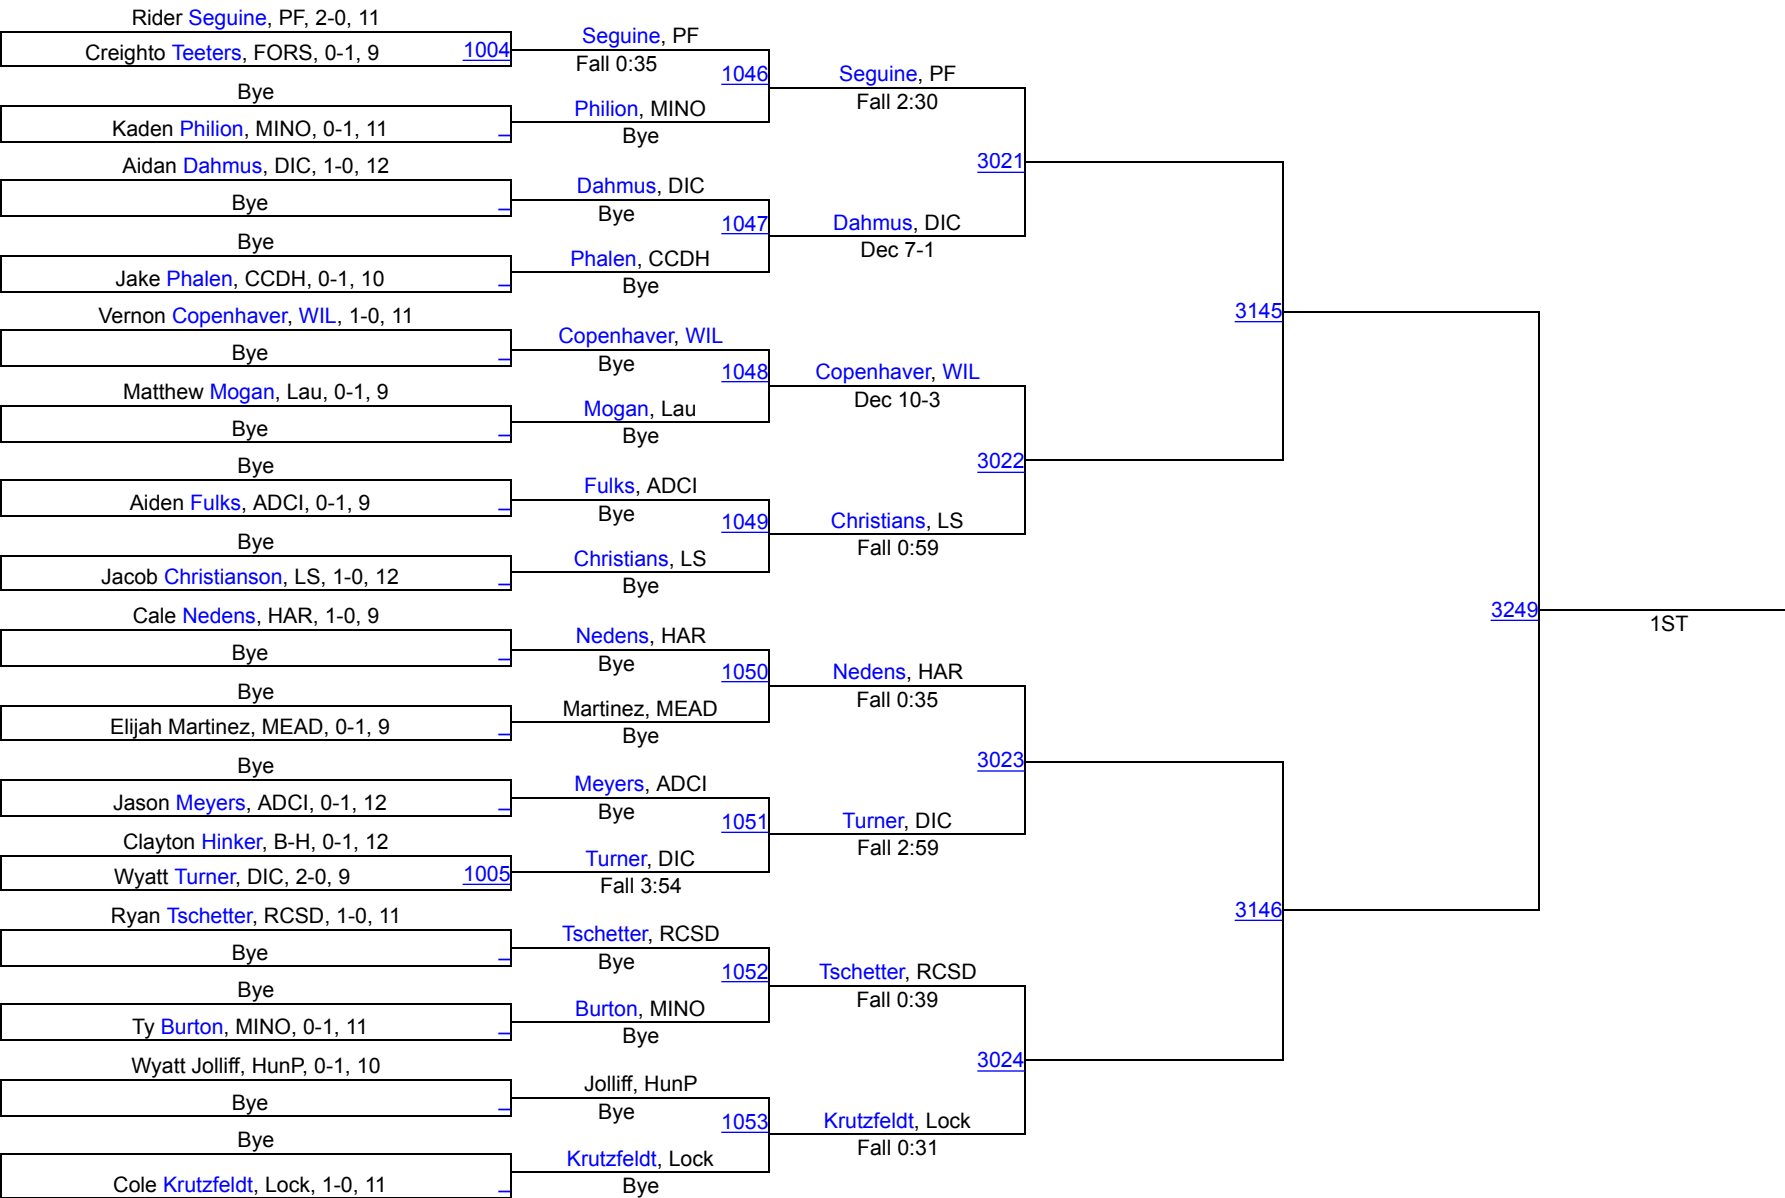 Rider Seguine, PF, 2-0, 11
Creighto Teeters, FORS, 0-1, 9
1004
Bye
Kaden Philion, MINO, 0-1, 11
Aidan Dahmus, DIC, 1-0, 12
Bye
Bye
Jake Phalen, CCDH, 0-1, 10
Vernon Copenhaver, WIL, 1-0, 11
Bye
Matthew Mogan, Lau, 0-1, 9
Bye
Bye
Aiden Fulks, ADCI, 0-1, 9
Bye
Jacob Christianson, LS, 1-0, 12
Cale Nedens, HAR, 1-0, 9
Bye
Bye
Elijah Martinez, MEAD, 0-1, 9
Bye
Jason Meyers, ADCI, 0-1, 12
Clayton Hinker, B-H, 0-1, 12
Wyatt Turner, DIC, 2-0, 9
1005
Ryan Tschetter, RCSD, 1-0, 11
Bye
Bye
Ty Burton, MINO, 0-1, 11
Wyatt Jolliff, HunP, 0-1, 10
Bye
Bye
Cole Krutzfeldt, Lock, 1-0, 11
Seguine, PF
Fall 0:35
1046
Philion, MINO
Bye
Dahmus, DIC
Bye
1047
Phalen, CCDH
Bye
Copenhaver, WIL
Bye
1048
Mogan, Lau
Bye
Fulks, ADCI
Bye
1049
Christians, LS
Bye
Nedens, HAR
Bye
1050
Martinez, MEAD
Bye
Meyers, ADCI
Bye
1051
Turner, DIC
Fall 3:54
Tschetter, RCSD
Bye
1052
Burton, MINO
Bye
Jolliff, HunP
Bye
1053
Krutzfeldt, Lock
Bye
Seguine, PF
Fall 2:30
3021
Dahmus, DIC
Dec 7-1
Copenhaver, WIL
Dec 10-3
3022
Christians, LS
Fall 0:59
Nedens, HAR
Fall 0:35
3023
Turner, DIC
Fall 2:59
Tschetter, RCSD
Fall 0:39
3024
Krutzfeldt, Lock
Fall 0:31
3145
3146
3249
1ST